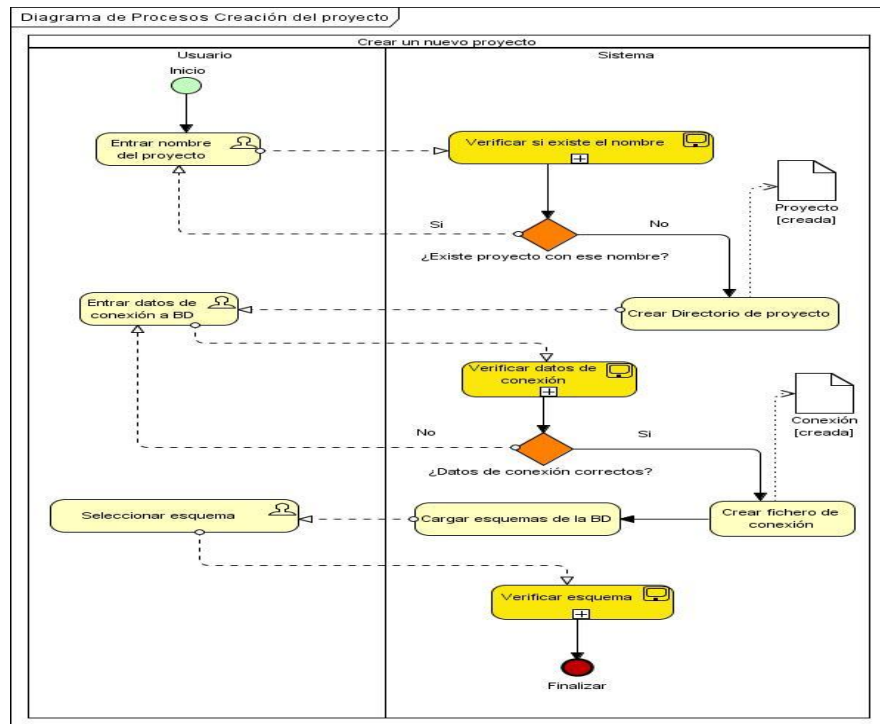 Diagrama de Procesos Creación del proyecto
Crear un nuevo proyecto
Usuario
Sistema
Inicio
Entrar nombre
del proyecto
Verificar si existe el nombre
Proyecto
[creada]
Si
No
¿Existe proyecto con ese nombre?
Entrar datos de
conexión a BD
Crear Directorio de proyecto
Verificar datos de
conexión
Conexión
[creada]
No
Si
¿Datos de conexión correctos?
Seleccionar esquema
Cargar esquemas de la BD
Crear fichero de
conexión
Verificar esquema
Finalizar